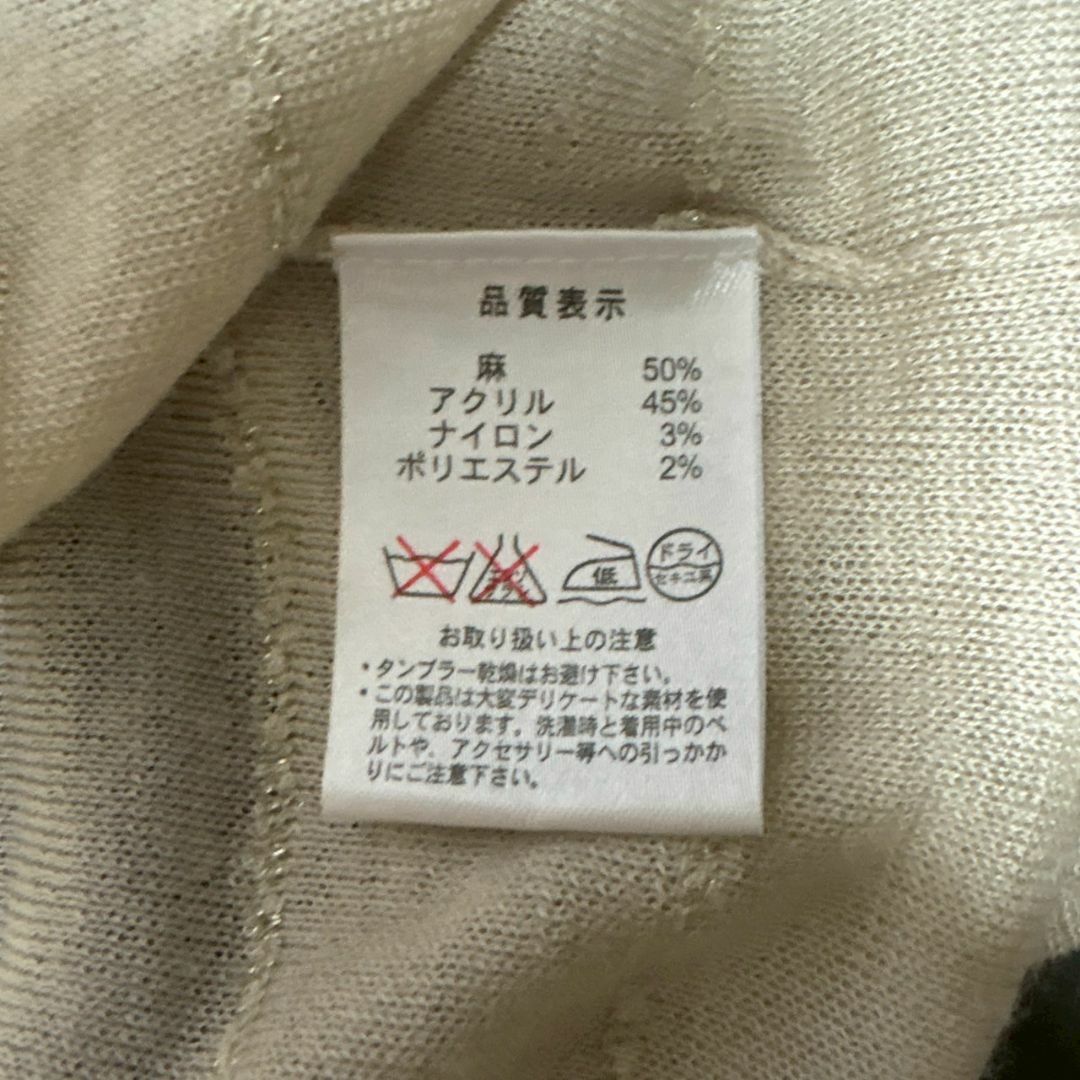 品質表示
麻 50%
アクリル 45%
ナイロン 3%
ポリエステル 2%
低
ドライ
セキユ系
お取り扱い上の注意
・タンブラー乾燥はお避け下さい。
・この製品は大変デリケートな素材を使
用しております。洗濯時と着用中のベ
ルトや、アクセサリー等への引っかか
りにご注意下さい。